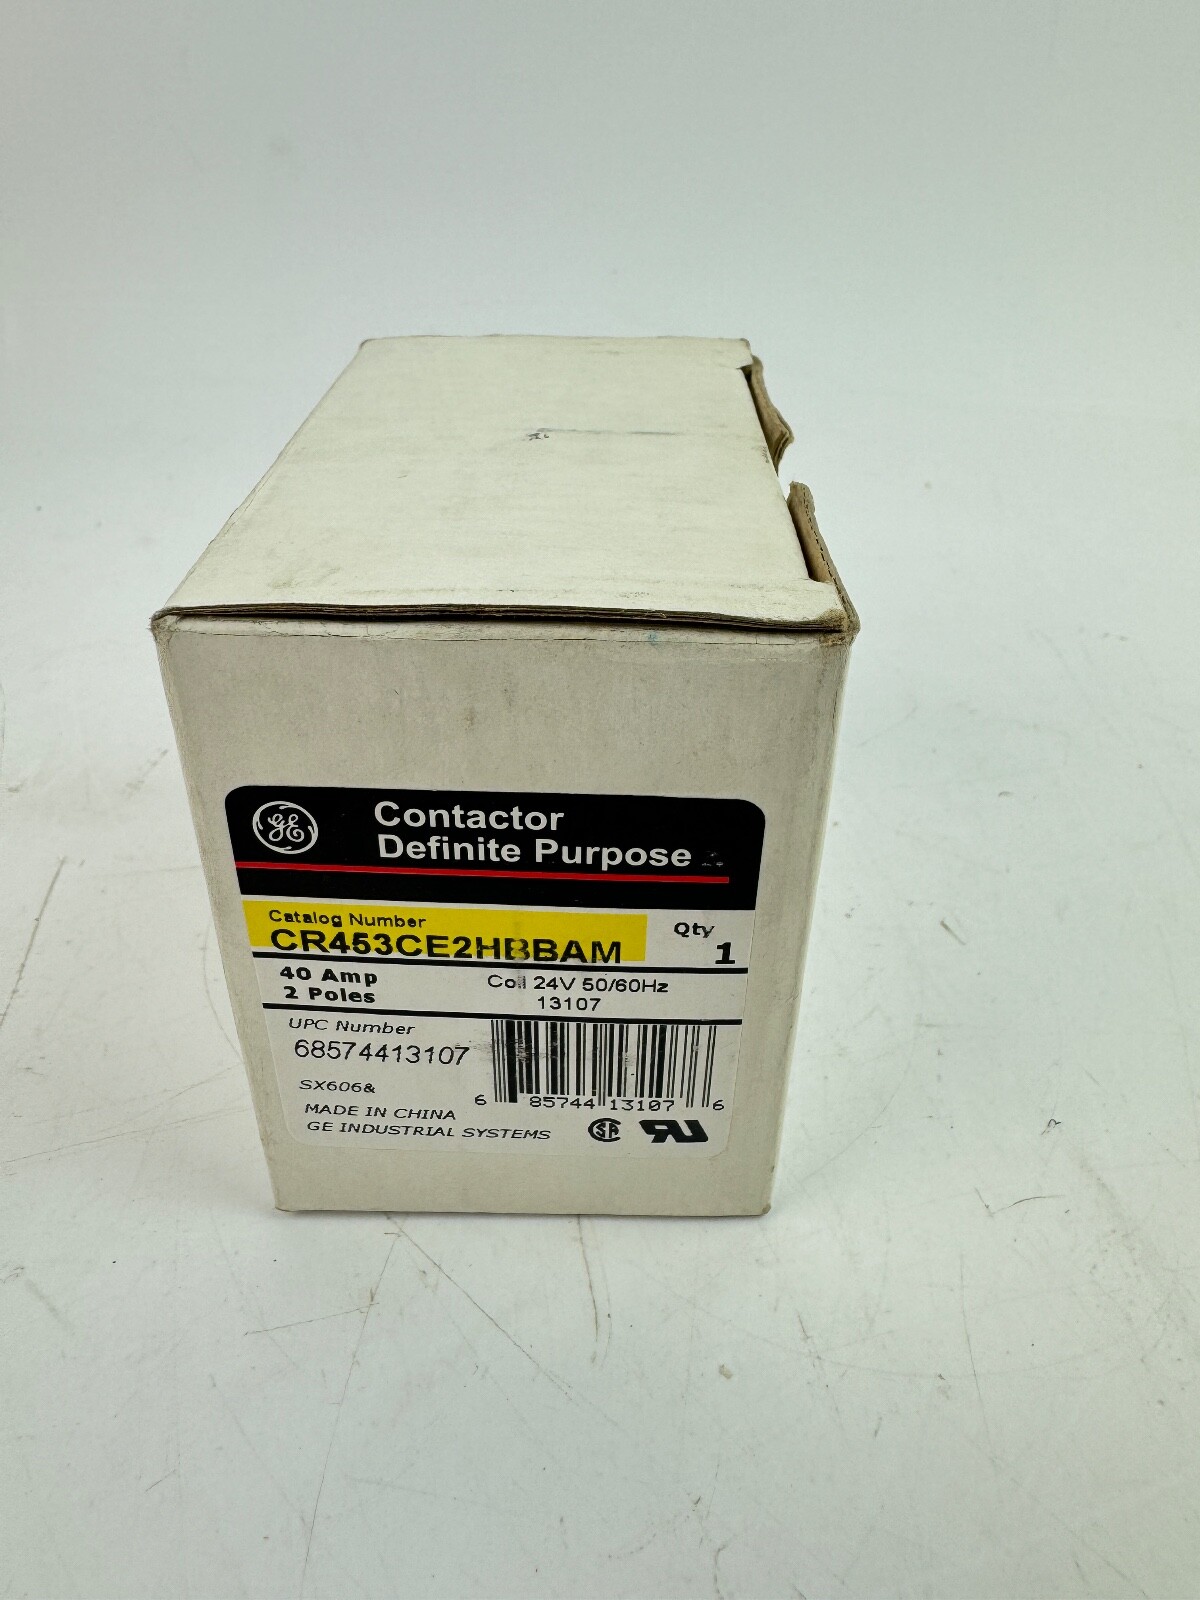 GE
Contactor
Definite Purpose
Catalog Number
CR453CE2HBBAM
Qty
1
40 Amp
2 Poles
Coil 24V 50/60Hz
13107
UPC Number
68574413107
6 85744 13107 6
SX606&
MADE IN CHINA
GE INDUSTRIAL SYSTEMS